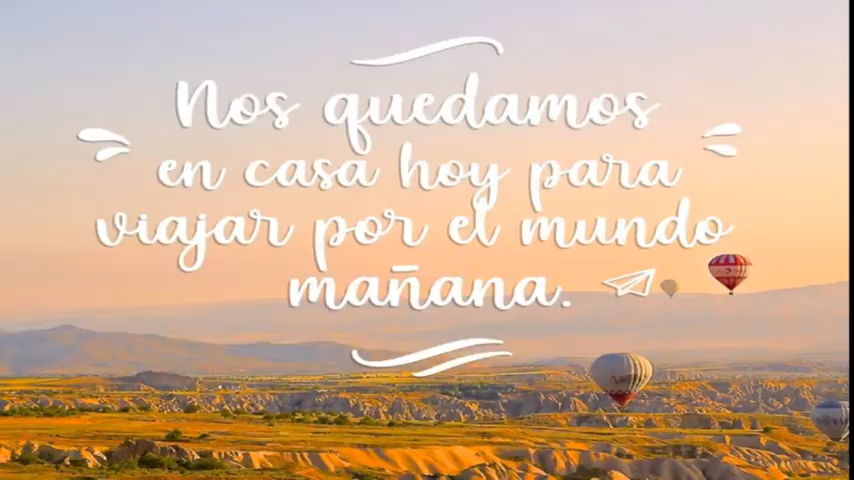 Nos quedamos
en casa hoy para
viajar por el mundo
mañana.